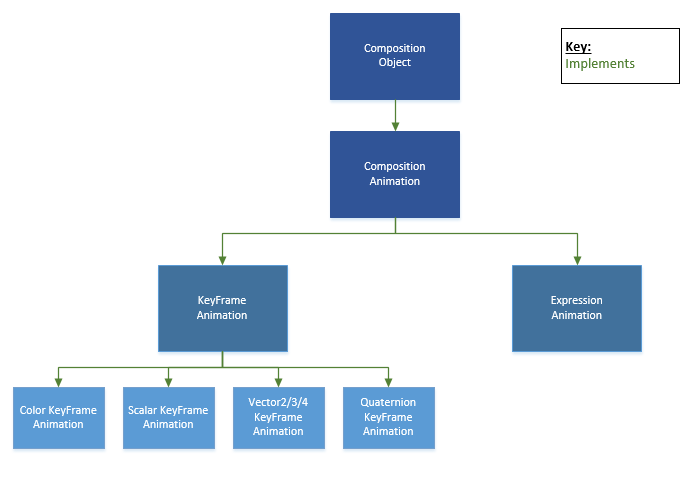 Composition
Object
Key:
Implements
Composition
Animation
KeyFrame
Animation
Expression
Animation
Color KeyFrame
Animation
Scalar KeyFrame
Animation
Vector2/3/4
KeyFrame
Animation
Quaternion
KeyFrame
Animation